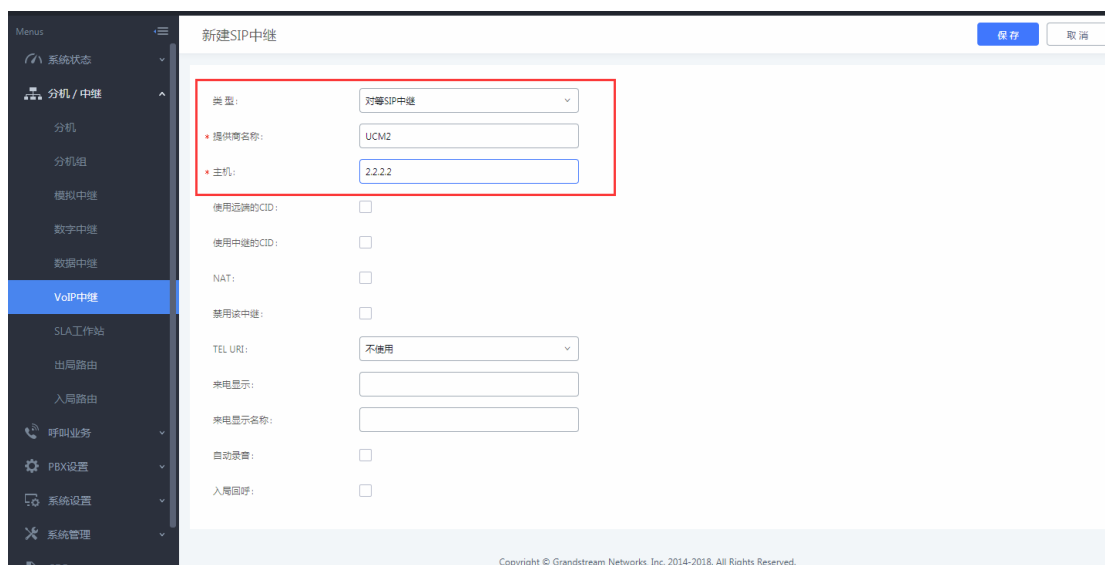 Menus
系统状态
分机 / 中继
分机
分机组
模拟中继
数字中继
数据中继
VoIP中继
SLA工作站
出局路由
入局路由
呼叫业务
PBX设置
系统设置
系统管理
新建SIP中继
保存
取消
类型: 对等SIP中继
* 提供商名称: UCM2
* 主机: 2.2.2.2
使用远端的CID:
使用中继的CID:
NAT:
禁用该中继:
TEL URI: 不使用
来电显示:
来电显示名称:
自动录音:
入局回呼:
Copyright © Grandstream Networks, Inc. 2014-2018. All Rights Reserved.